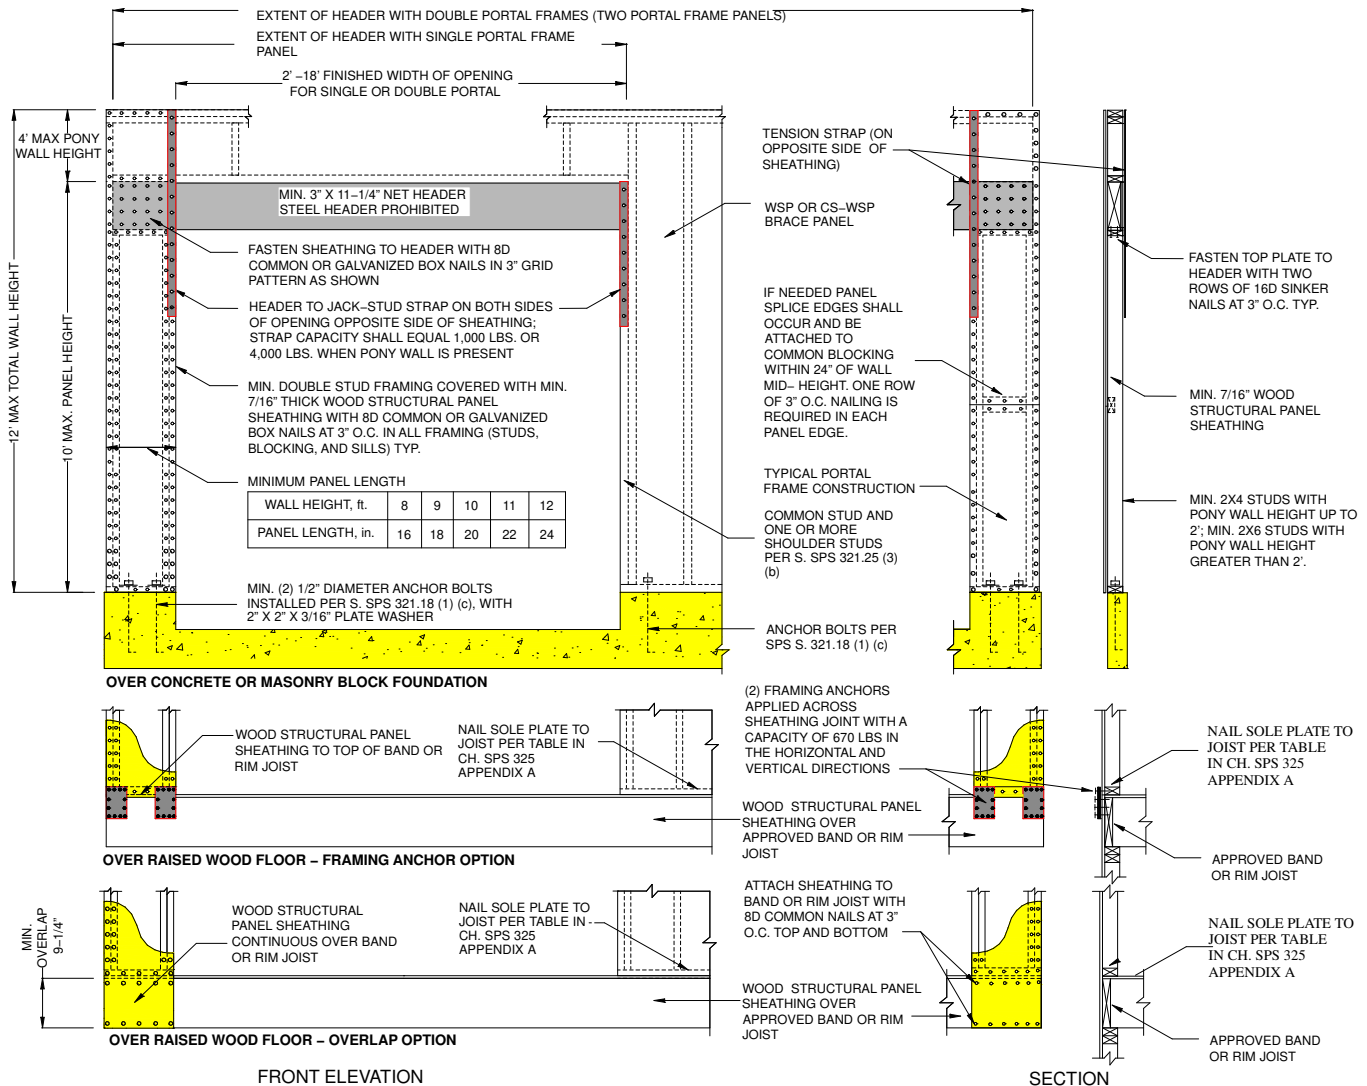 EXTENT OF HEADER WITH DOUBLE PORTAL FRAMES (TWO PORTAL FRAME PANELS)
EXTENT OF HEADER WITH SINGLE PORTAL FRAME
PANEL
2' –18' FINISHED WIDTH OF OPENING
FOR SINGLE OR DOUBLE PORTAL
4' MAX PONY
WALL HEIGHT
12' MAX TOTAL WALL HEIGHT
10' MAX. PANEL HEIGHT
MIN. 3" X 11–1/4" NET HEADER
STEEL HEADER PROHIBITED
FASTEN SHEATHING TO HEADER WITH 8D
COMMON OR GALVANIZED BOX NAILS IN 3" GRID
PATTERN AS SHOWN
HEADER TO JACK–STUD STRAP ON BOTH SIDES
OF OPENING OPPOSITE SIDE OF SHEATHING;
STRAP CAPACITY SHALL EQUAL 1,000 LBS. OR
4,000 LBS. WHEN PONY WALL IS PRESENT
MIN. DOUBLE STUD FRAMING COVERED WITH MIN.
7/16" THICK WOOD STRUCTURAL PANEL
SHEATHING WITH 8D COMMON OR GALVANIZED
BOX NAILS AT 3" O.C. IN ALL FRAMING (STUDS,
BLOCKING, AND SILLS) TYP.
MINIMUM PANEL LENGTH
WALL HEIGHT, ft. 8 9 10 11 12
PANEL LENGTH, in. 16 18 20 22 24
MIN. (2) 1/2" DIAMETER ANCHOR BOLTS
INSTALLED PER S. SPS 321.18 (1) (c), WITH
2" X 2" X 3/16" PLATE WASHER
OVER CONCRETE OR MASONRY BLOCK FOUNDATION
TENSION STRAP (ON
OPPOSITE SIDE OF
SHEATHING)
WSP OR CS–WSP
BRACE PANEL
IF NEEDED PANEL
SPLICE EDGES SHALL
OCCUR AND BE
ATTACHED TO
COMMON BLOCKING
WITHIN 24" OF WALL
MID– HEIGHT. ONE ROW
OF 3" O.C. NAILING IS
REQUIRED IN EACH
PANEL EDGE.
TYPICAL PORTAL
FRAME CONSTRUCTION
COMMON STUD AND
ONE OR MORE
SHOULDER STUDS
PER S. SPS 321.25 (3)
(b)
ANCHOR BOLTS PER
SPS S. 321.18 (1) (c)
FASTEN TOP PLATE TO
HEADER WITH TWO
ROWS OF 16D SINKER
NAILS AT 3" O.C. TYP.
MIN. 7/16" WOOD
STRUCTURAL PANEL
SHEATHING
MIN. 2X4 STUDS WITH
PONY WALL HEIGHT UP TO
2'; MIN. 2X6 STUDS WITH
PONY WALL HEIGHT
GREATER THAN 2'.
WOOD STRUCTURAL PANEL
SHEATHING TO TOP OF BAND OR
RIM JOIST
NAIL SOLE PLATE TO
JOIST PER TABLE IN
CH. SPS 325
APPENDIX A
(2) FRAMING ANCHORS
APPLIED ACROSS
SHEATHING JOINT WITH A
CAPACITY OF 670 LBS IN
THE HORIZONTAL AND
VERTICAL DIRECTIONS
WOOD STRUCTURAL PANEL
SHEATHING OVER
APPROVED BAND OR RIM
JOIST
NAIL SOLE PLATE TO
JOIST PER TABLE
IN CH. SPS 325
APPENDIX A
APPROVED BAND
OR RIM JOIST
OVER RAISED WOOD FLOOR – FRAMING ANCHOR OPTION
MIN.
OVERLAP
9–1/4"
WOOD STRUCTURAL
PANEL SHEATHING
CONTINUOUS OVER BAND
OR RIM JOIST
NAIL SOLE PLATE TO
JOIST PER TABLE IN
CH. SPS 325
APPENDIX A
ATTACH SHEATHING TO
BAND OR RIM JOIST WITH
8D COMMON NAILS AT 3"
O.C. TOP AND BOTTOM
WOOD STRUCTURAL PANEL
SHEATHING OVER
APPROVED BAND OR RIM
JOIST
NAIL SOLE PLATE TO
JOIST PER TABLE
IN CH. SPS 325
APPENDIX A
APPROVED BAND
OR RIM JOIST
OVER RAISED WOOD FLOOR – OVERLAP OPTION
FRONT ELEVATION
SECTION